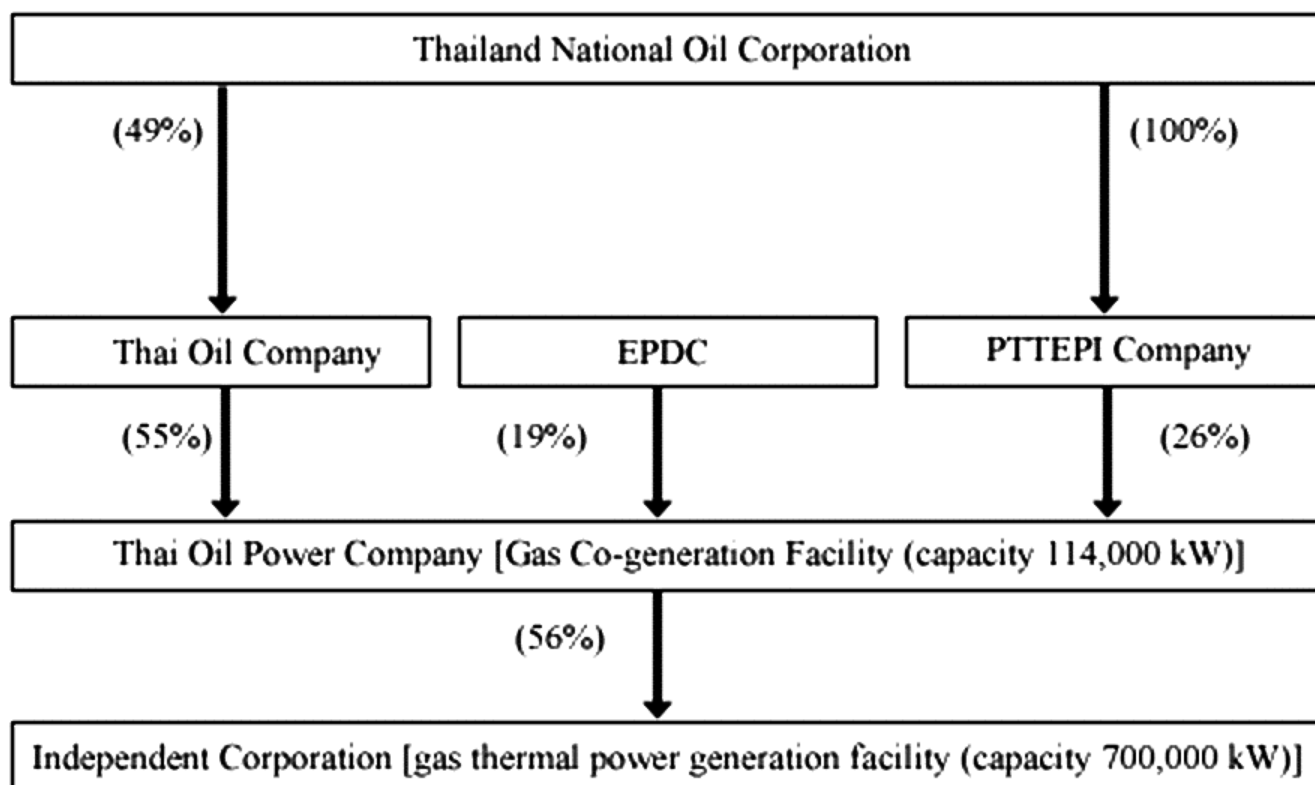 Thailand National Oil Corporation
(49%)
(100%)
Thai Oil Company
EPDC
PTTEPI Company
(55%)
(19%)
(26%)
Thai Oil Power Company [Gas Co-generation Facility (capacity 114,000 kW)]
(56%)
Independent Corporation [gas thermal power generation facility (capacity 700,000 kW)]